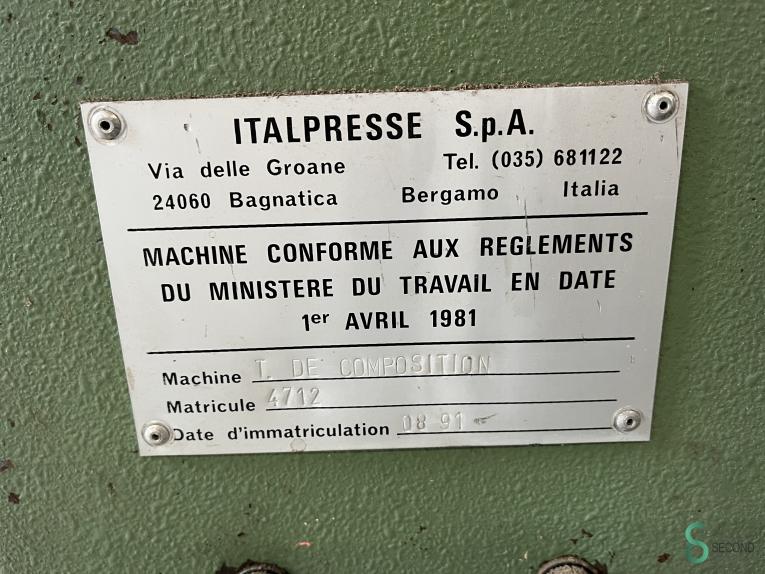 ITALPRESSE S.p.A.
Via delle Groane Tel. (035) 681122
24060 Bagnatica Bergamo Italia
MACHINE CONFORME AUX REGLEMENTS
DU MINISTERE DU TRAVAIL EN DATE
1er AVRIL 1981
Machine T. DE COMPOSITION
Matricule 4712
Date d'immatriculation 08 91
SECOND